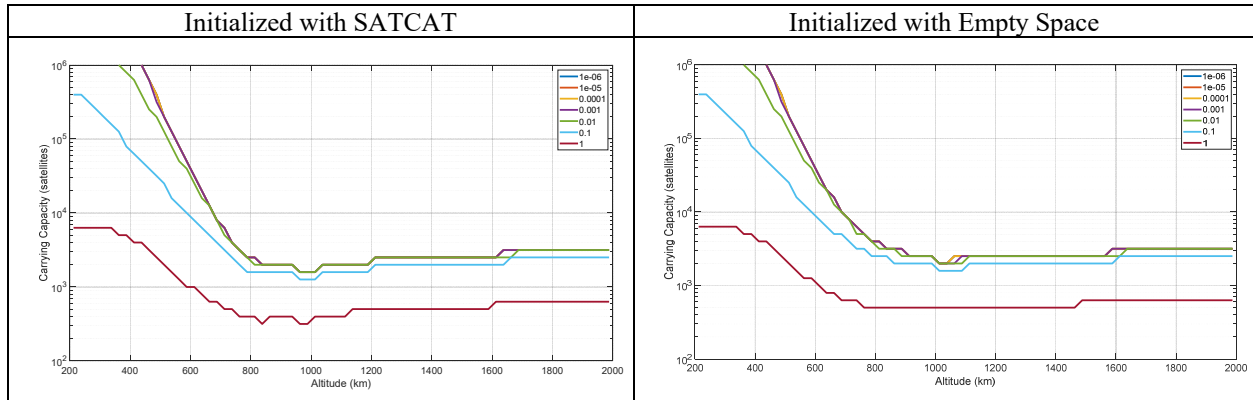 Initialized with SATCAT
Initialized with Empty Space
10^6
10^5
10^4
10^3
10^2
Carrying Capacity (satellites)
200 400 600 800 1000 1200 1400 1600 1800 2000
Altitude (km)
1e-06
1e-05
0.0001
0.001
0.01
0.1
1
10^6
10^5
10^4
10^3
10^2
Carrying Capacity (satellites)
200 400 600 800 1000 1200 1400 1600 1800 2000
Altitude (km)
1e-06
1e-05
0.0001
0.001
0.01
0.1
1